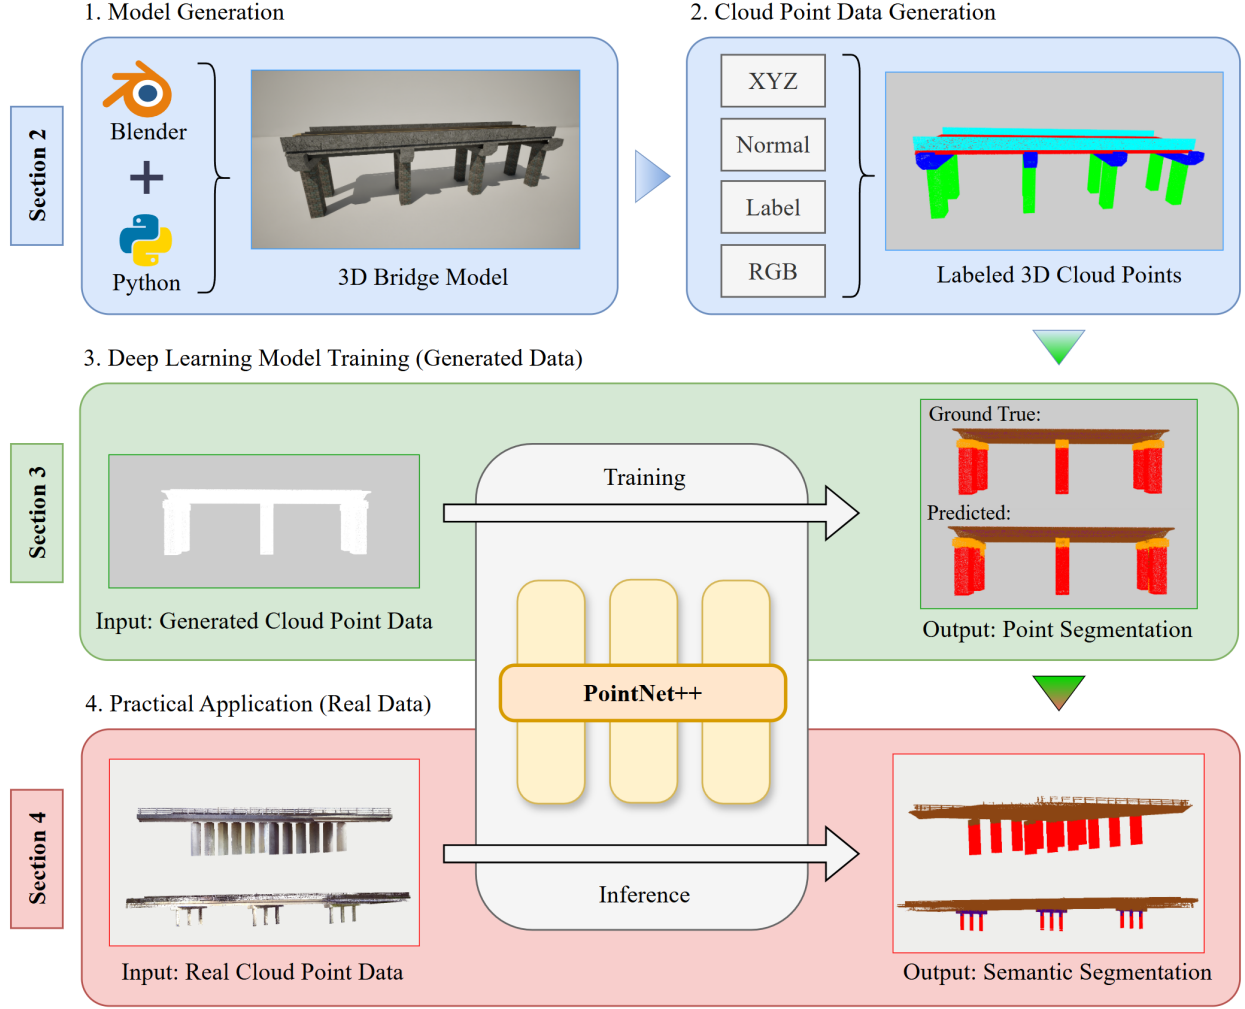 1. Model Generation
2. Cloud Point Data Generation
Section 2
Blender
Python
3D Bridge Model
XYZ
Normal
Label
RGB
Labeled 3D Cloud Points
3. Deep Learning Model Training (Generated Data)
Section 3
Input: Generated Cloud Point Data
Training
Ground True:
Predicted:
Output: Point Segmentation
PointNet++
4. Practical Application (Real Data)
Section 4
Input: Real Cloud Point Data
Inference
Output: Semantic Segmentation